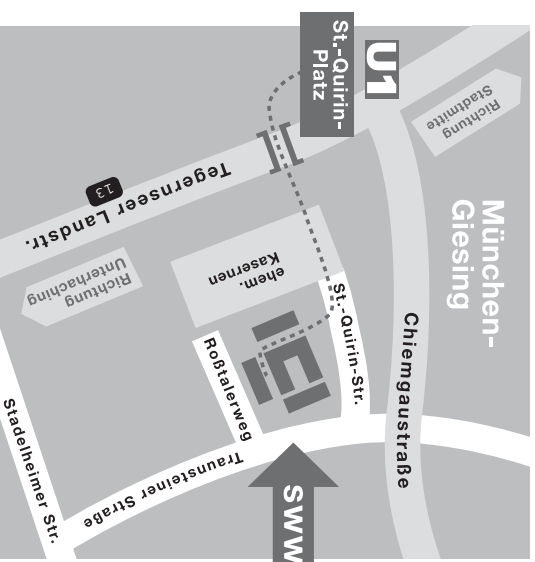 St.-Quirin-
Platz
U1
Richtung
Stadtmitte
München-
Giesing
Tegernseer Landstr.
13
Richtung
Unterhaching
ehem.
Kasernen
St.-Quirin-Str.
Chiemgaustraße
Roßtalerweg
Traunsteiner Straße
Stadelheimer Str.
SWW